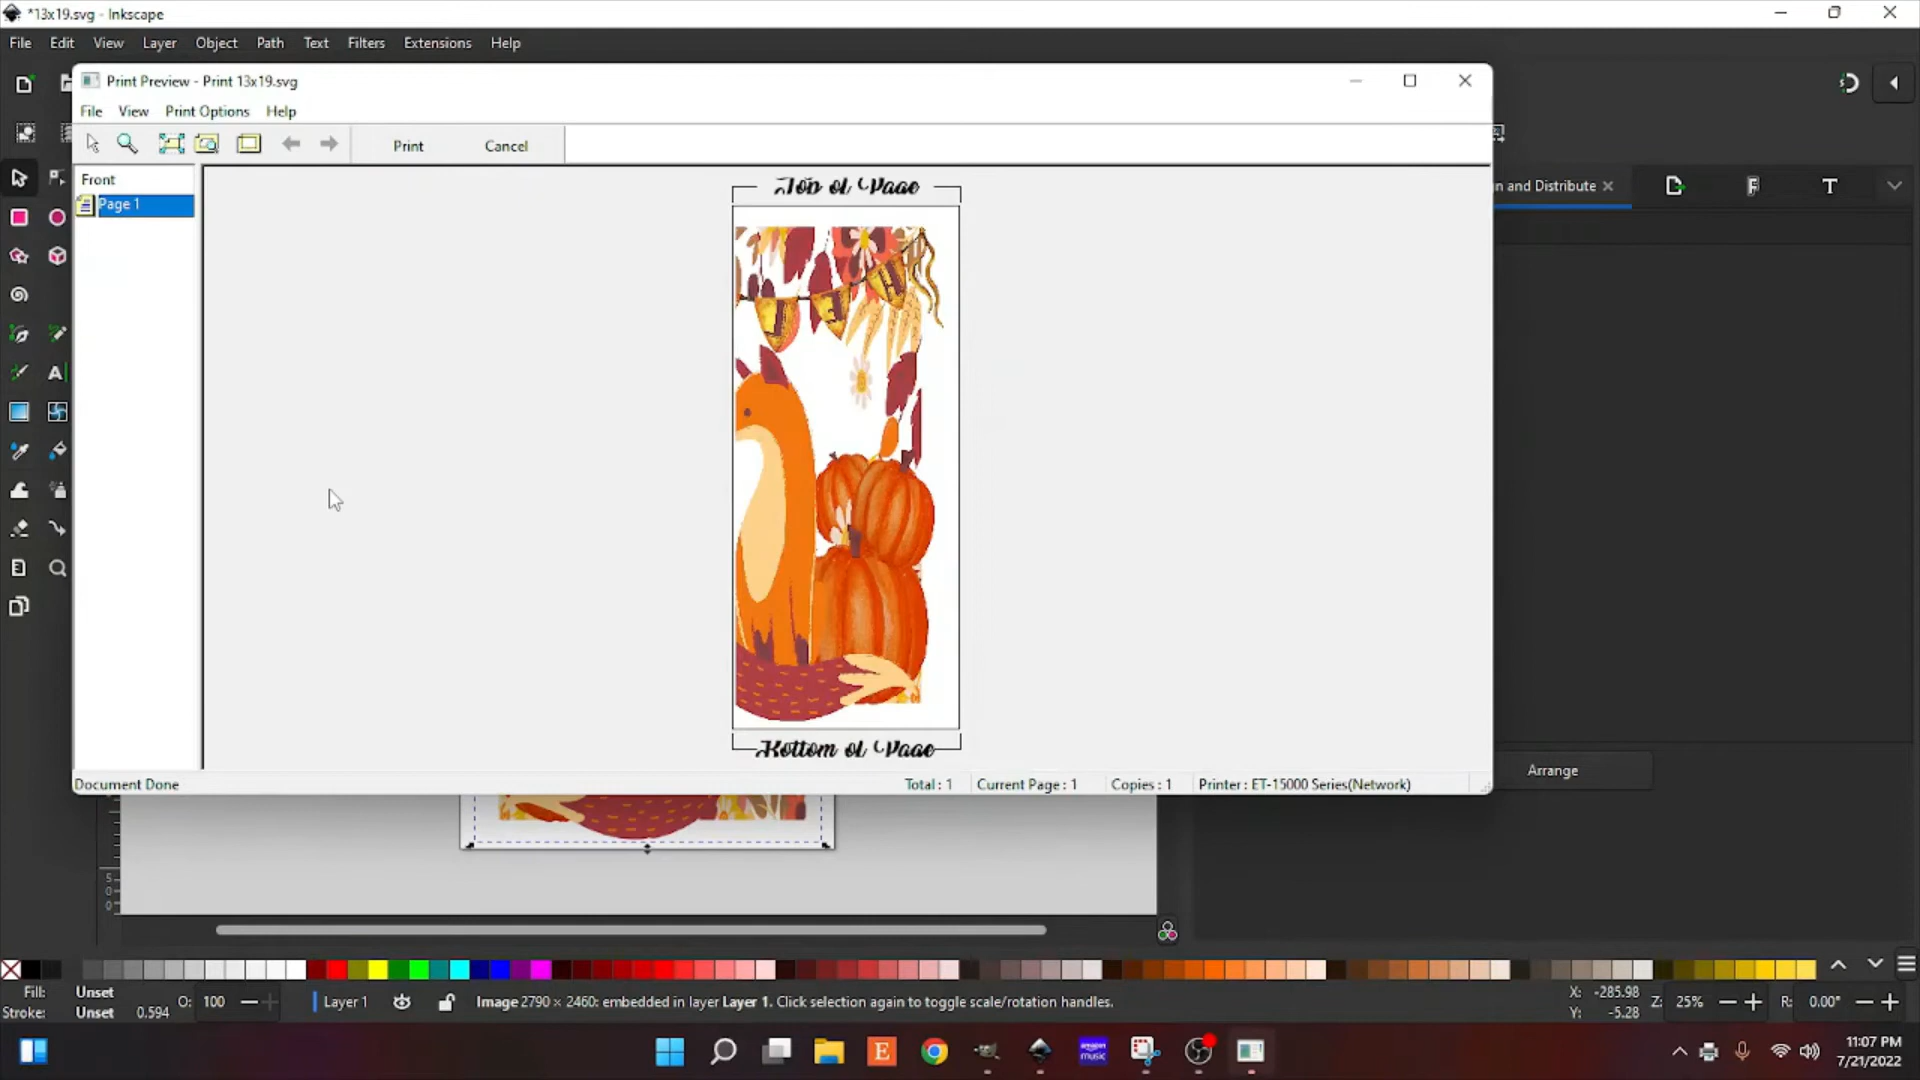 *13x19.svg - Inkscape
File Edit View Layer Object Path Text Filters Extensions Help
Print Preview - Print 13x19.svg
File View Print Options Help
Print Cancel
Front
Page 1
Top of Page
n and Distribute
Bottom of Page
Document Done Total : 1 Current Page : 1 Copies : 1 Printer : ET-15000 Series(Network)
Arrange
Fill: Unset
Stroke: Unset 0.594
O: 100
Layer 1
Image 2790 × 2460: embedded in layer Layer 1. Click selection again to toggle scale/rotation handles.
X: -285.98
Y: -5.28
Z: 25%
R: 0.00°
amazon music
11:07 PM
7/21/2022